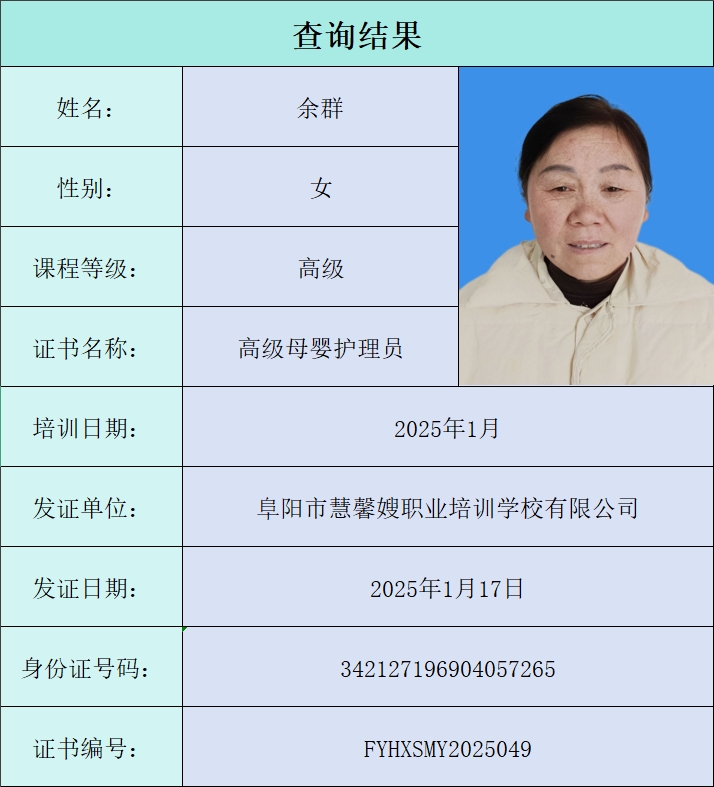 查询结果
姓名： 余群
性别： 女
课程等级： 高级
证书名称： 高级母婴护理员
培训日期： 2025年1月
发证单位： 阜阳市慧馨嫂职业培训学校有限公司
发证日期： 2025年1月17日
身份证号码： 342127196904057265
证书编号： FYHXSMY2025049